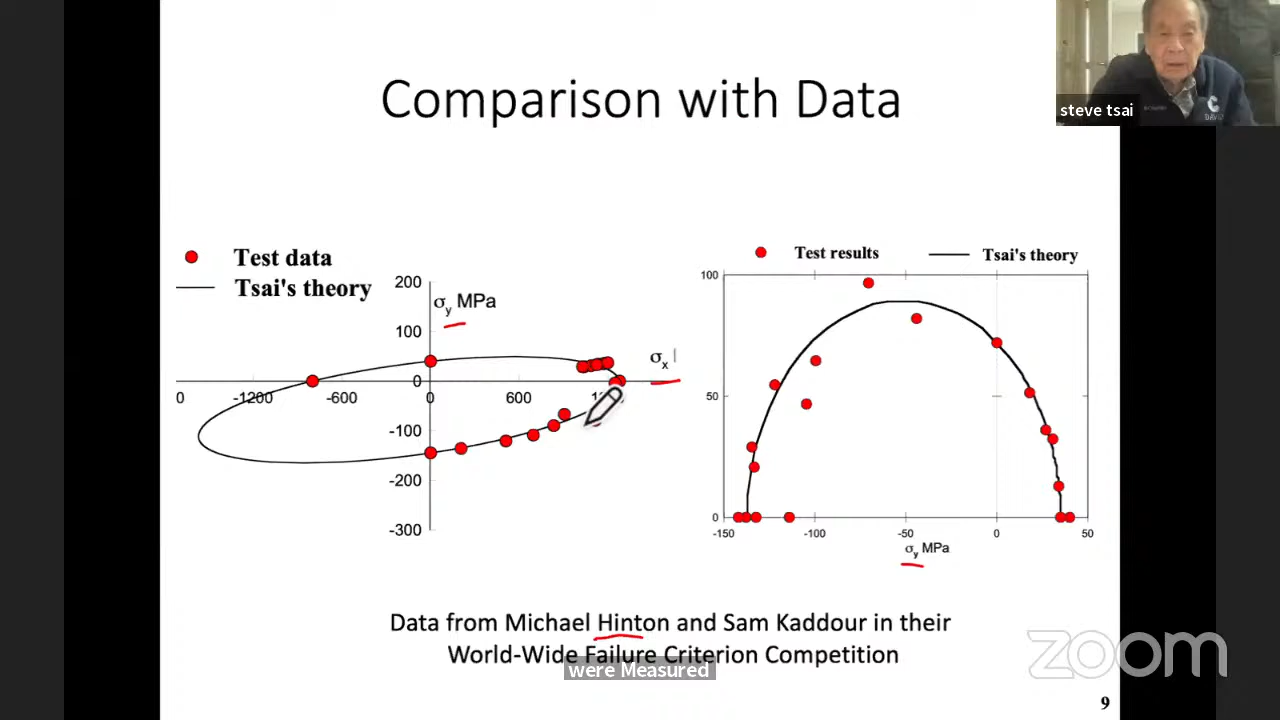 Comparison with Data
steve tsai
Test data
Tsai's theory
200
σy MPa
100
σx
0
-1200
-600
0
600
-100
-200
-300
Test results
Tsai's theory
100
50
0
-150
-100
-50
0
50
σy MPa
Data from Michael Hinton and Sam Kaddour in their
World-Wide Failure Criterion Competition
were Measured
zoom
9